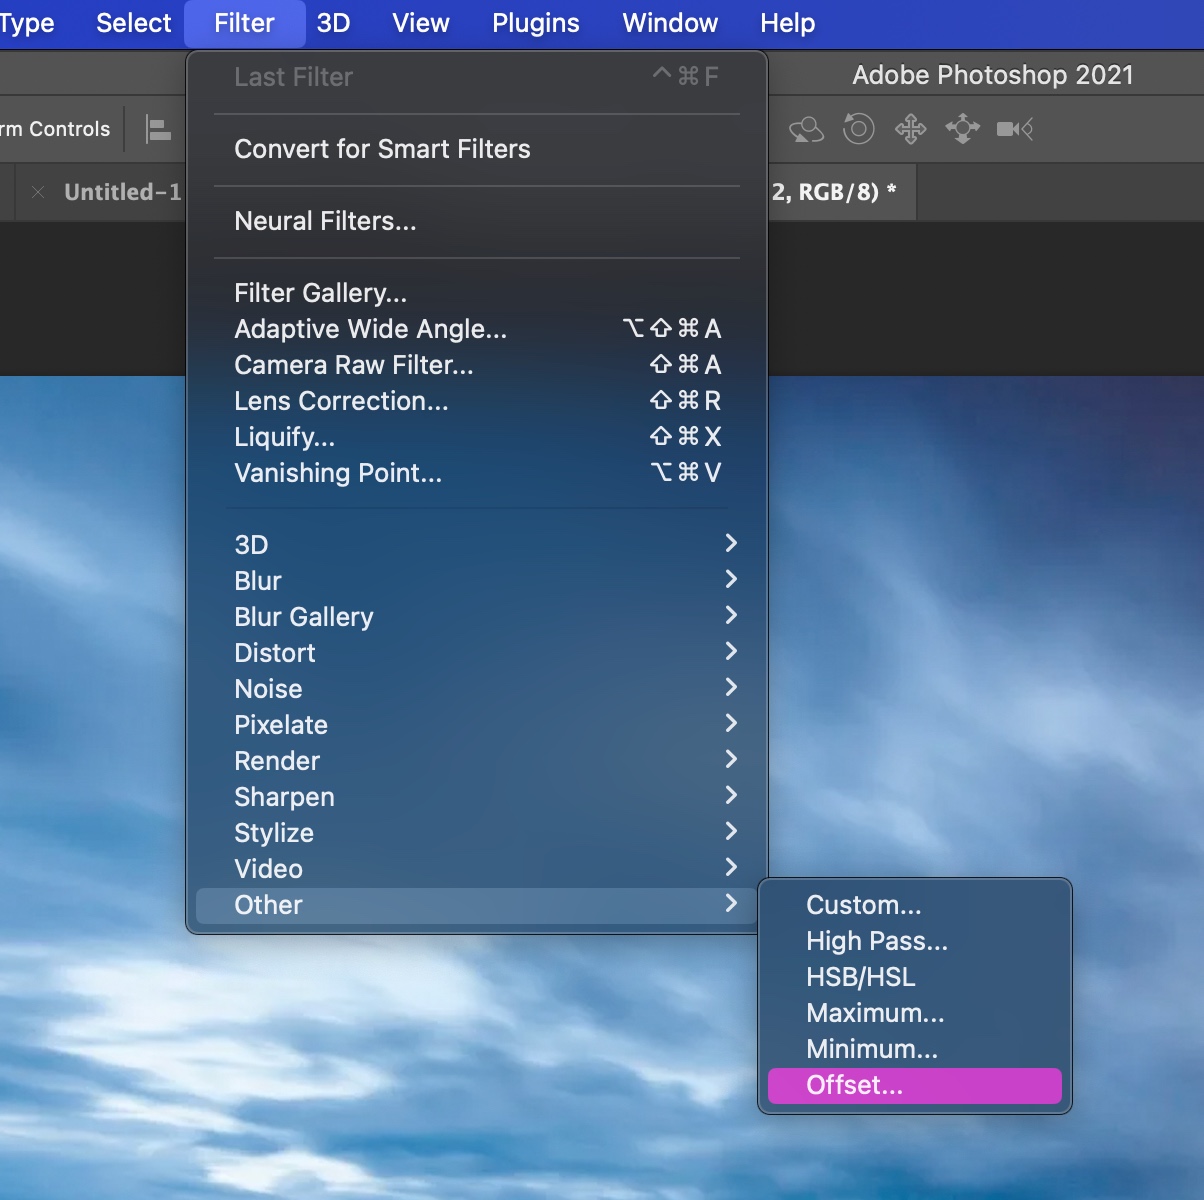 Type Select Filter 3D View Plugins Window Help
Adobe Photoshop 2021
rm Controls
Untitled-1
2, RGB/8) *
Last Filter ^⌘F
Convert for Smart Filters
Neural Filters...
Filter Gallery...
Adaptive Wide Angle... ⌥⇧⌘A
Camera Raw Filter... ⇧⌘A
Lens Correction... ⇧⌘R
Liquify... ⇧⌘X
Vanishing Point... ⌥⌘V
3D
Blur
Blur Gallery
Distort
Noise
Pixelate
Render
Sharpen
Stylize
Video
Other
Custom...
High Pass...
HSB/HSL
Maximum...
Minimum...
Offset...